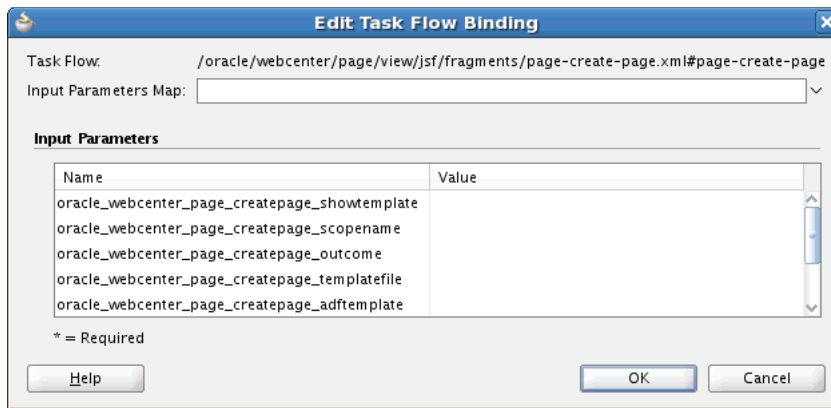 Edit Task Flow Binding
Task Flow: /oracle/webcenter/page/view/jsf/fragments/page-create-page.xml#page-create-page
Input Parameters Map:
Input Parameters
Name Value
oracle_webcenter_page_createpage_showtemplate
oracle_webcenter_page_createpage_scopename
oracle_webcenter_page_createpage_outcome
oracle_webcenter_page_createpage_templatefile
oracle_webcenter_page_createpage_adftemplate
* = Required
Help OK Cancel